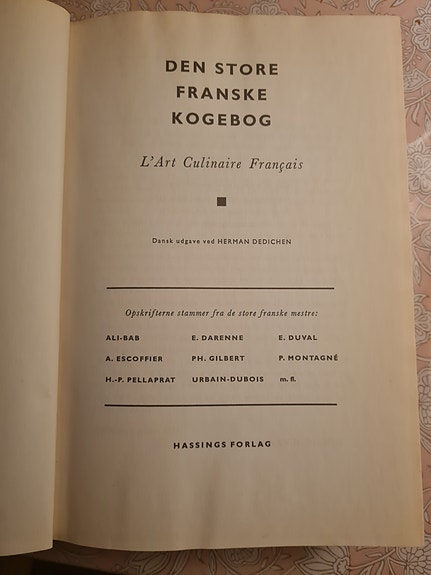 DEN STORE
FRANSKE
KOGEBOG
L'Art Culinaire Français
Dansk udgave ved HERMAN DEDICHEN
Opskrifterne stammer fra de store franske mestre:
ALI-BAB E. DARENNE E. DUVAL
A. ESCOFFIER PH. GILBERT P. MONTAGNÉ
H.-P. PELLAPRAT URBAIN-DUBOIS m. fl.
HASSINGS FORLAG